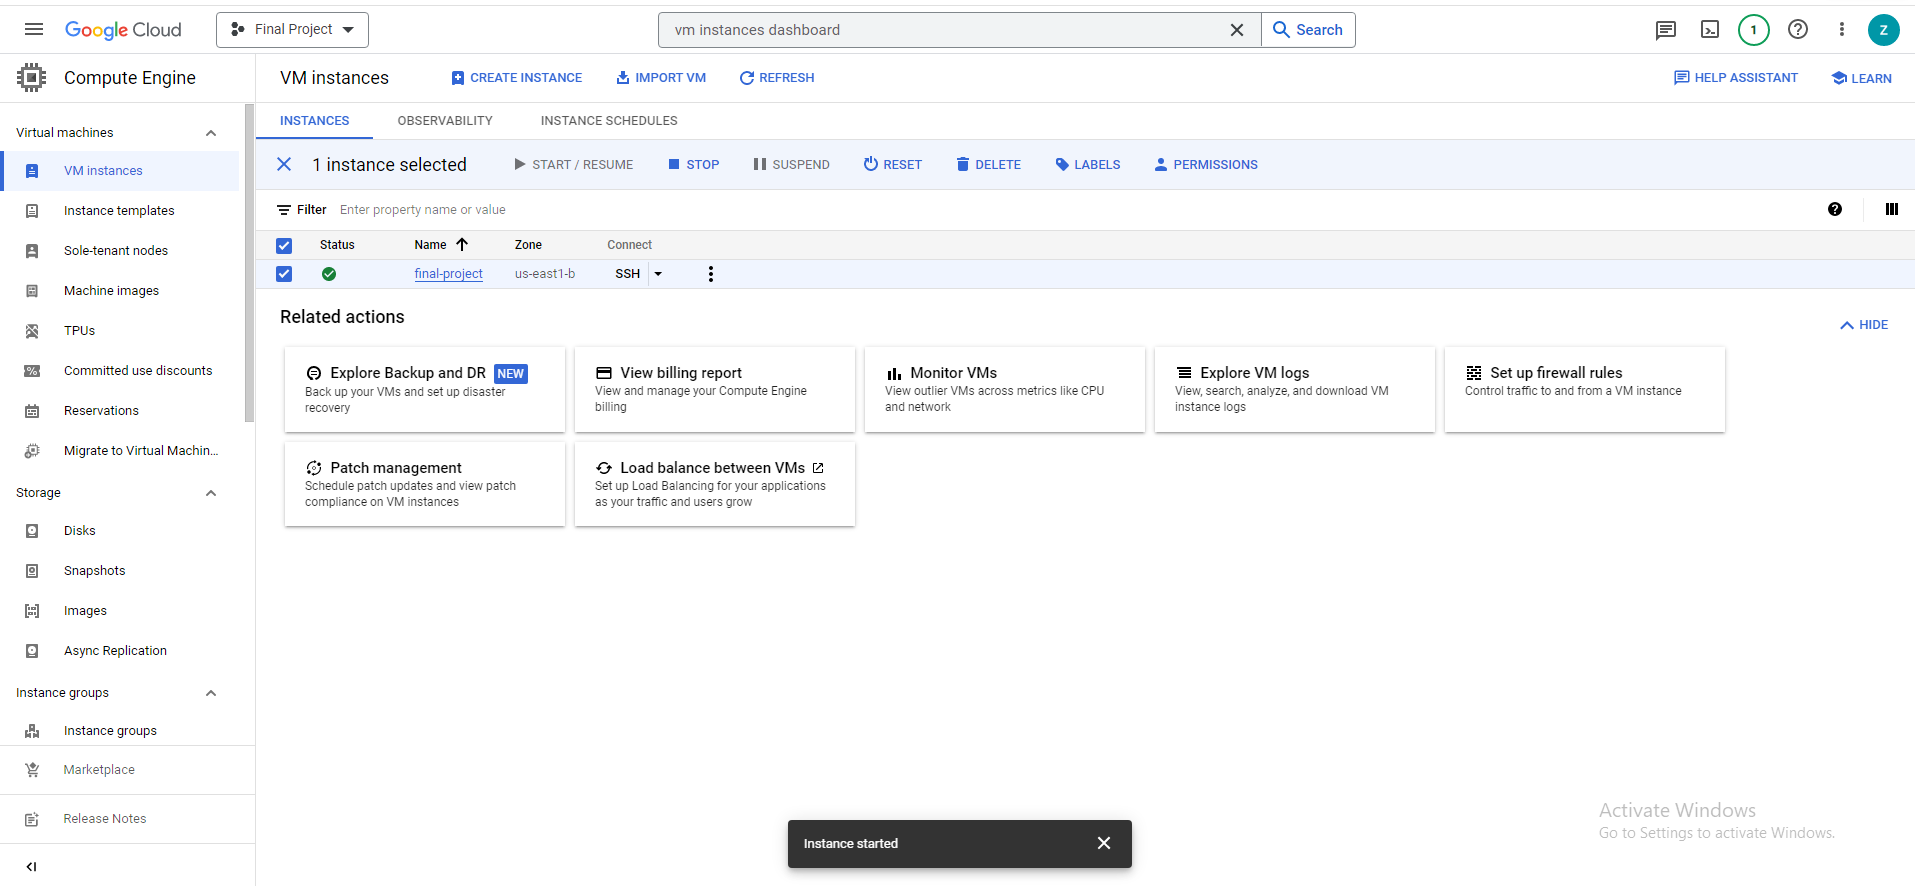 Google Cloud
Final Project
vm instances dashboard
Search
1
Z
Compute Engine
VM instances
CREATE INSTANCE
IMPORT VM
REFRESH
HELP ASSISTANT
LEARN
Virtual machines
VM instances
Instance templates
Sole-tenant nodes
Machine images
TPUs
Committed use discounts
Reservations
Migrate to Virtual Machin...
Storage
Disks
Snapshots
Images
Async Replication
Instance groups
Instance groups
Marketplace
Release Notes
INSTANCES
OBSERVABILITY
INSTANCE SCHEDULES
1 instance selected
START / RESUME
STOP
SUSPEND
RESET
DELETE
LABELS
PERMISSIONS
Filter
Enter property name or value
Status
Name
Zone
Connect
final-project
us-east1-b
SSH
Related actions
HIDE
Explore Backup and DR NEW
Back up your VMs and set up disaster
recovery
View billing report
View and manage your Compute Engine
billing
Monitor VMs
View outlier VMs across metrics like CPU
and network
Explore VM logs
View, search, analyze, and download VM
instance logs
Set up firewall rules
Control traffic to and from a VM instance
Patch management
Schedule patch updates and view patch
compliance on VM instances
Load balance between VMs
Set up Load Balancing for your applications
as your traffic and users grow
Instance started
Activate Windows
Go to Settings to activate Windows.